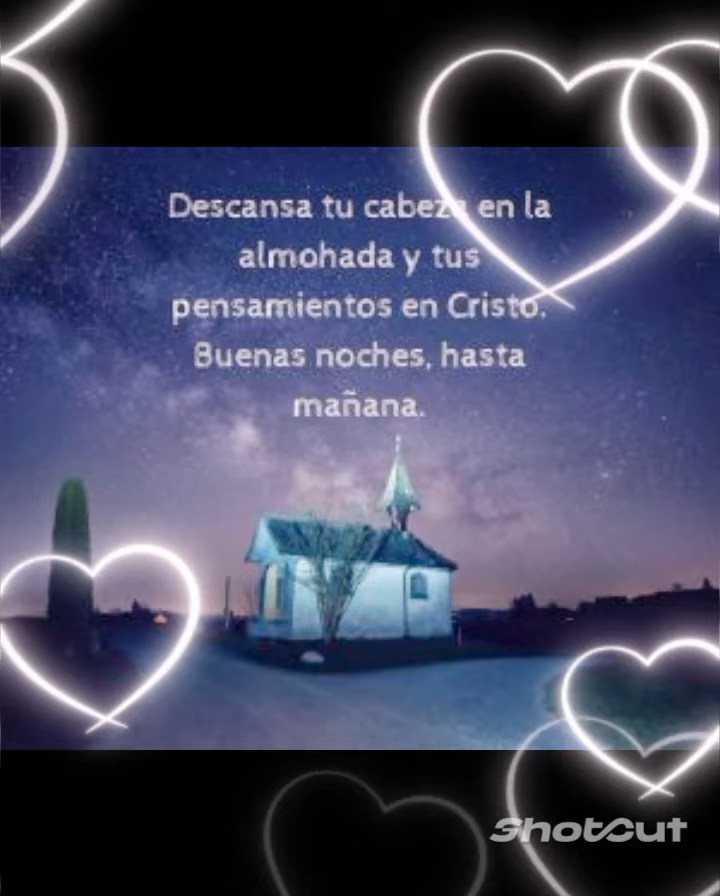 Descansa tu cabeza en la
almohada y tus
pensamientos en Cristo.
Buenas noches, hasta
mañana.
ShotCut